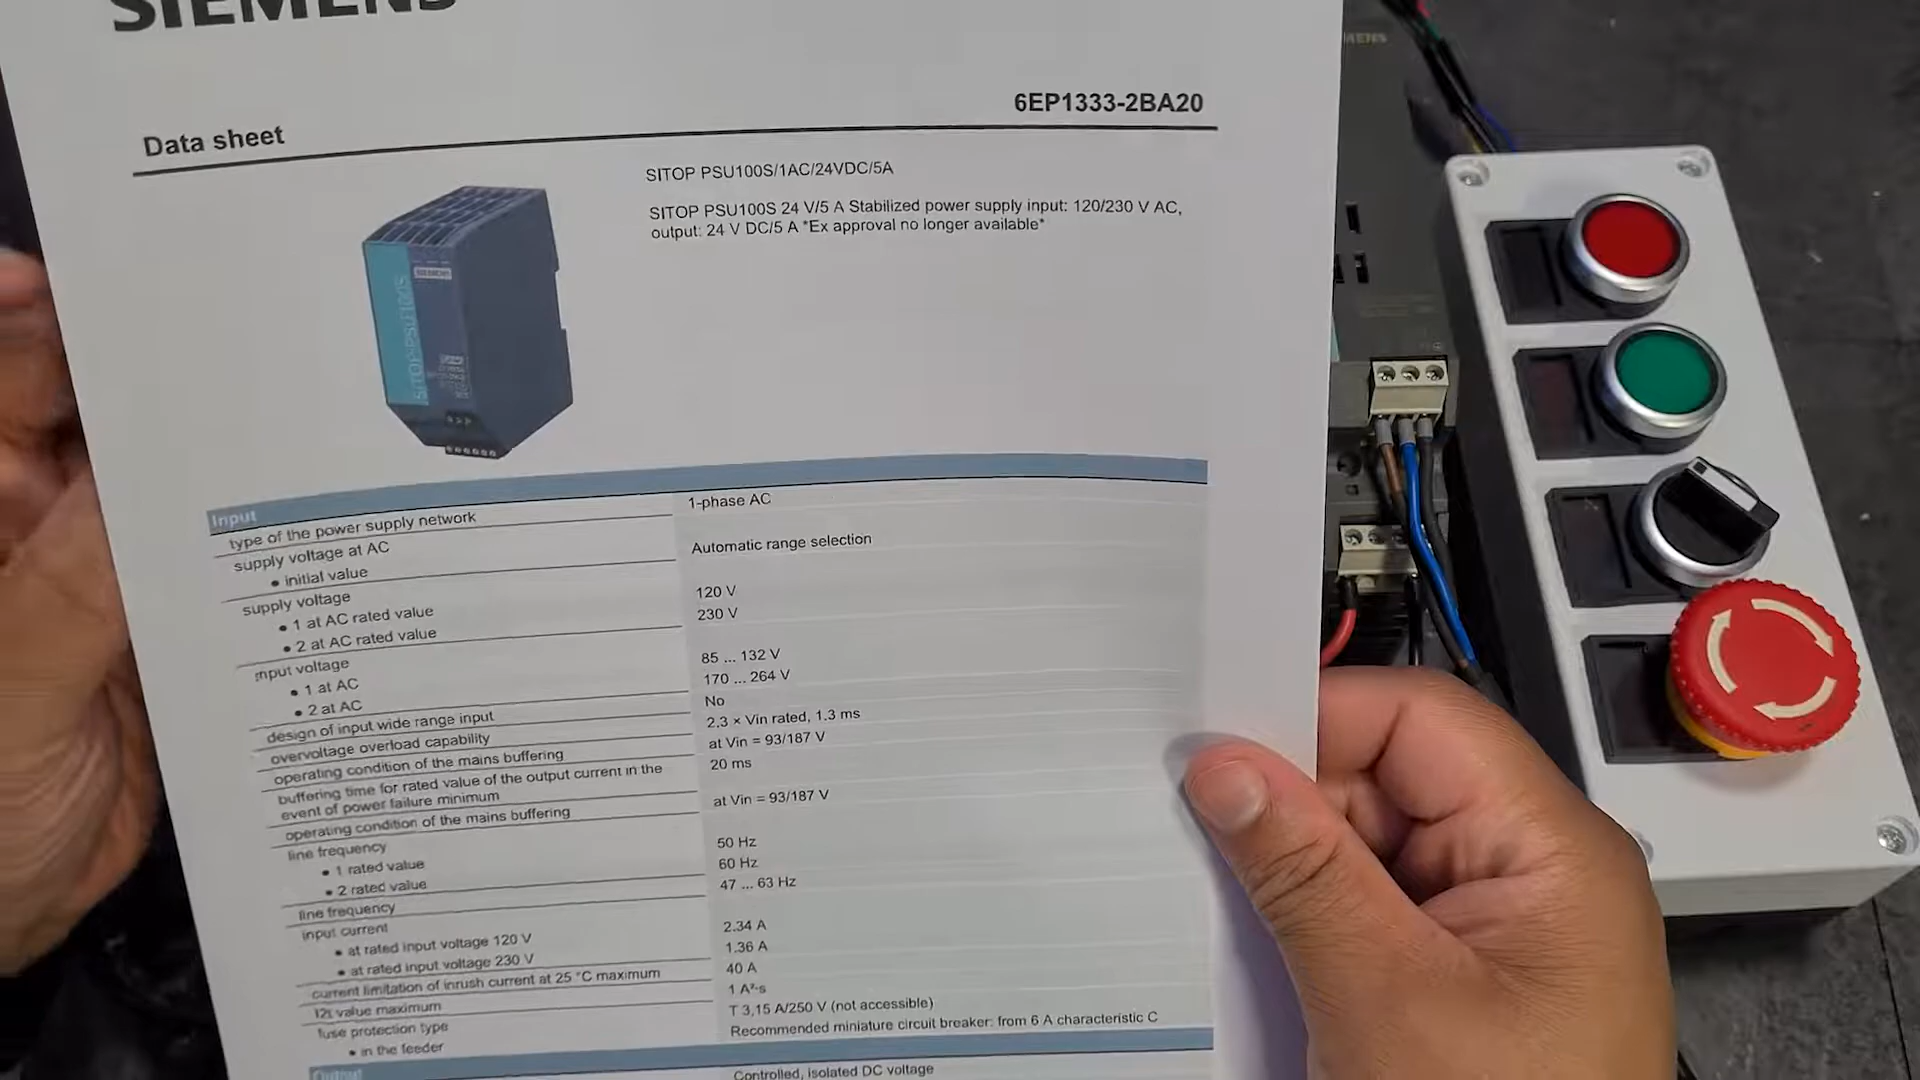 SIEMENS
6EP1333-2BA20
Data sheet
SITOP PSU100S/1AC/24VDC/5A
SITOP PSU100S 24 V/5 A Stabilized power supply input: 120/230 V AC,
output: 24 V DC/5 A *Ex approval no longer available*
SIEMENS
SITOP PSU100S
Input
type of the power supply network 1-phase AC
supply voltage at AC
• initial value Automatic range selection
supply voltage
• 1 at AC rated value 120 V
• 2 at AC rated value 230 V
input voltage
• 1 at AC 85 ... 132 V
• 2 at AC 170 ... 264 V
design of input wide range input No
overvoltage overload capability 2.3 × Vin rated, 1.3 ms
operating condition of the mains buffering at Vin = 93/187 V
buffering time for rated value of the output current in the 20 ms
event of power failure minimum
operating condition of the mains buffering at Vin = 93/187 V
line frequency
• 1 rated value 50 Hz
• 2 rated value 60 Hz
line frequency 47 ... 63 Hz
input current
• at rated input voltage 120 V 2.34 A
• at rated input voltage 230 V 1.36 A
current limitation of inrush current at 25 °C maximum 40 A
I2t value maximum 1 A²·s
fuse protection type T 3,15 A/250 V (not accessible)
• in the feeder Recommended miniature circuit breaker: from 6 A characteristic C
Output
Controlled, isolated DC voltage